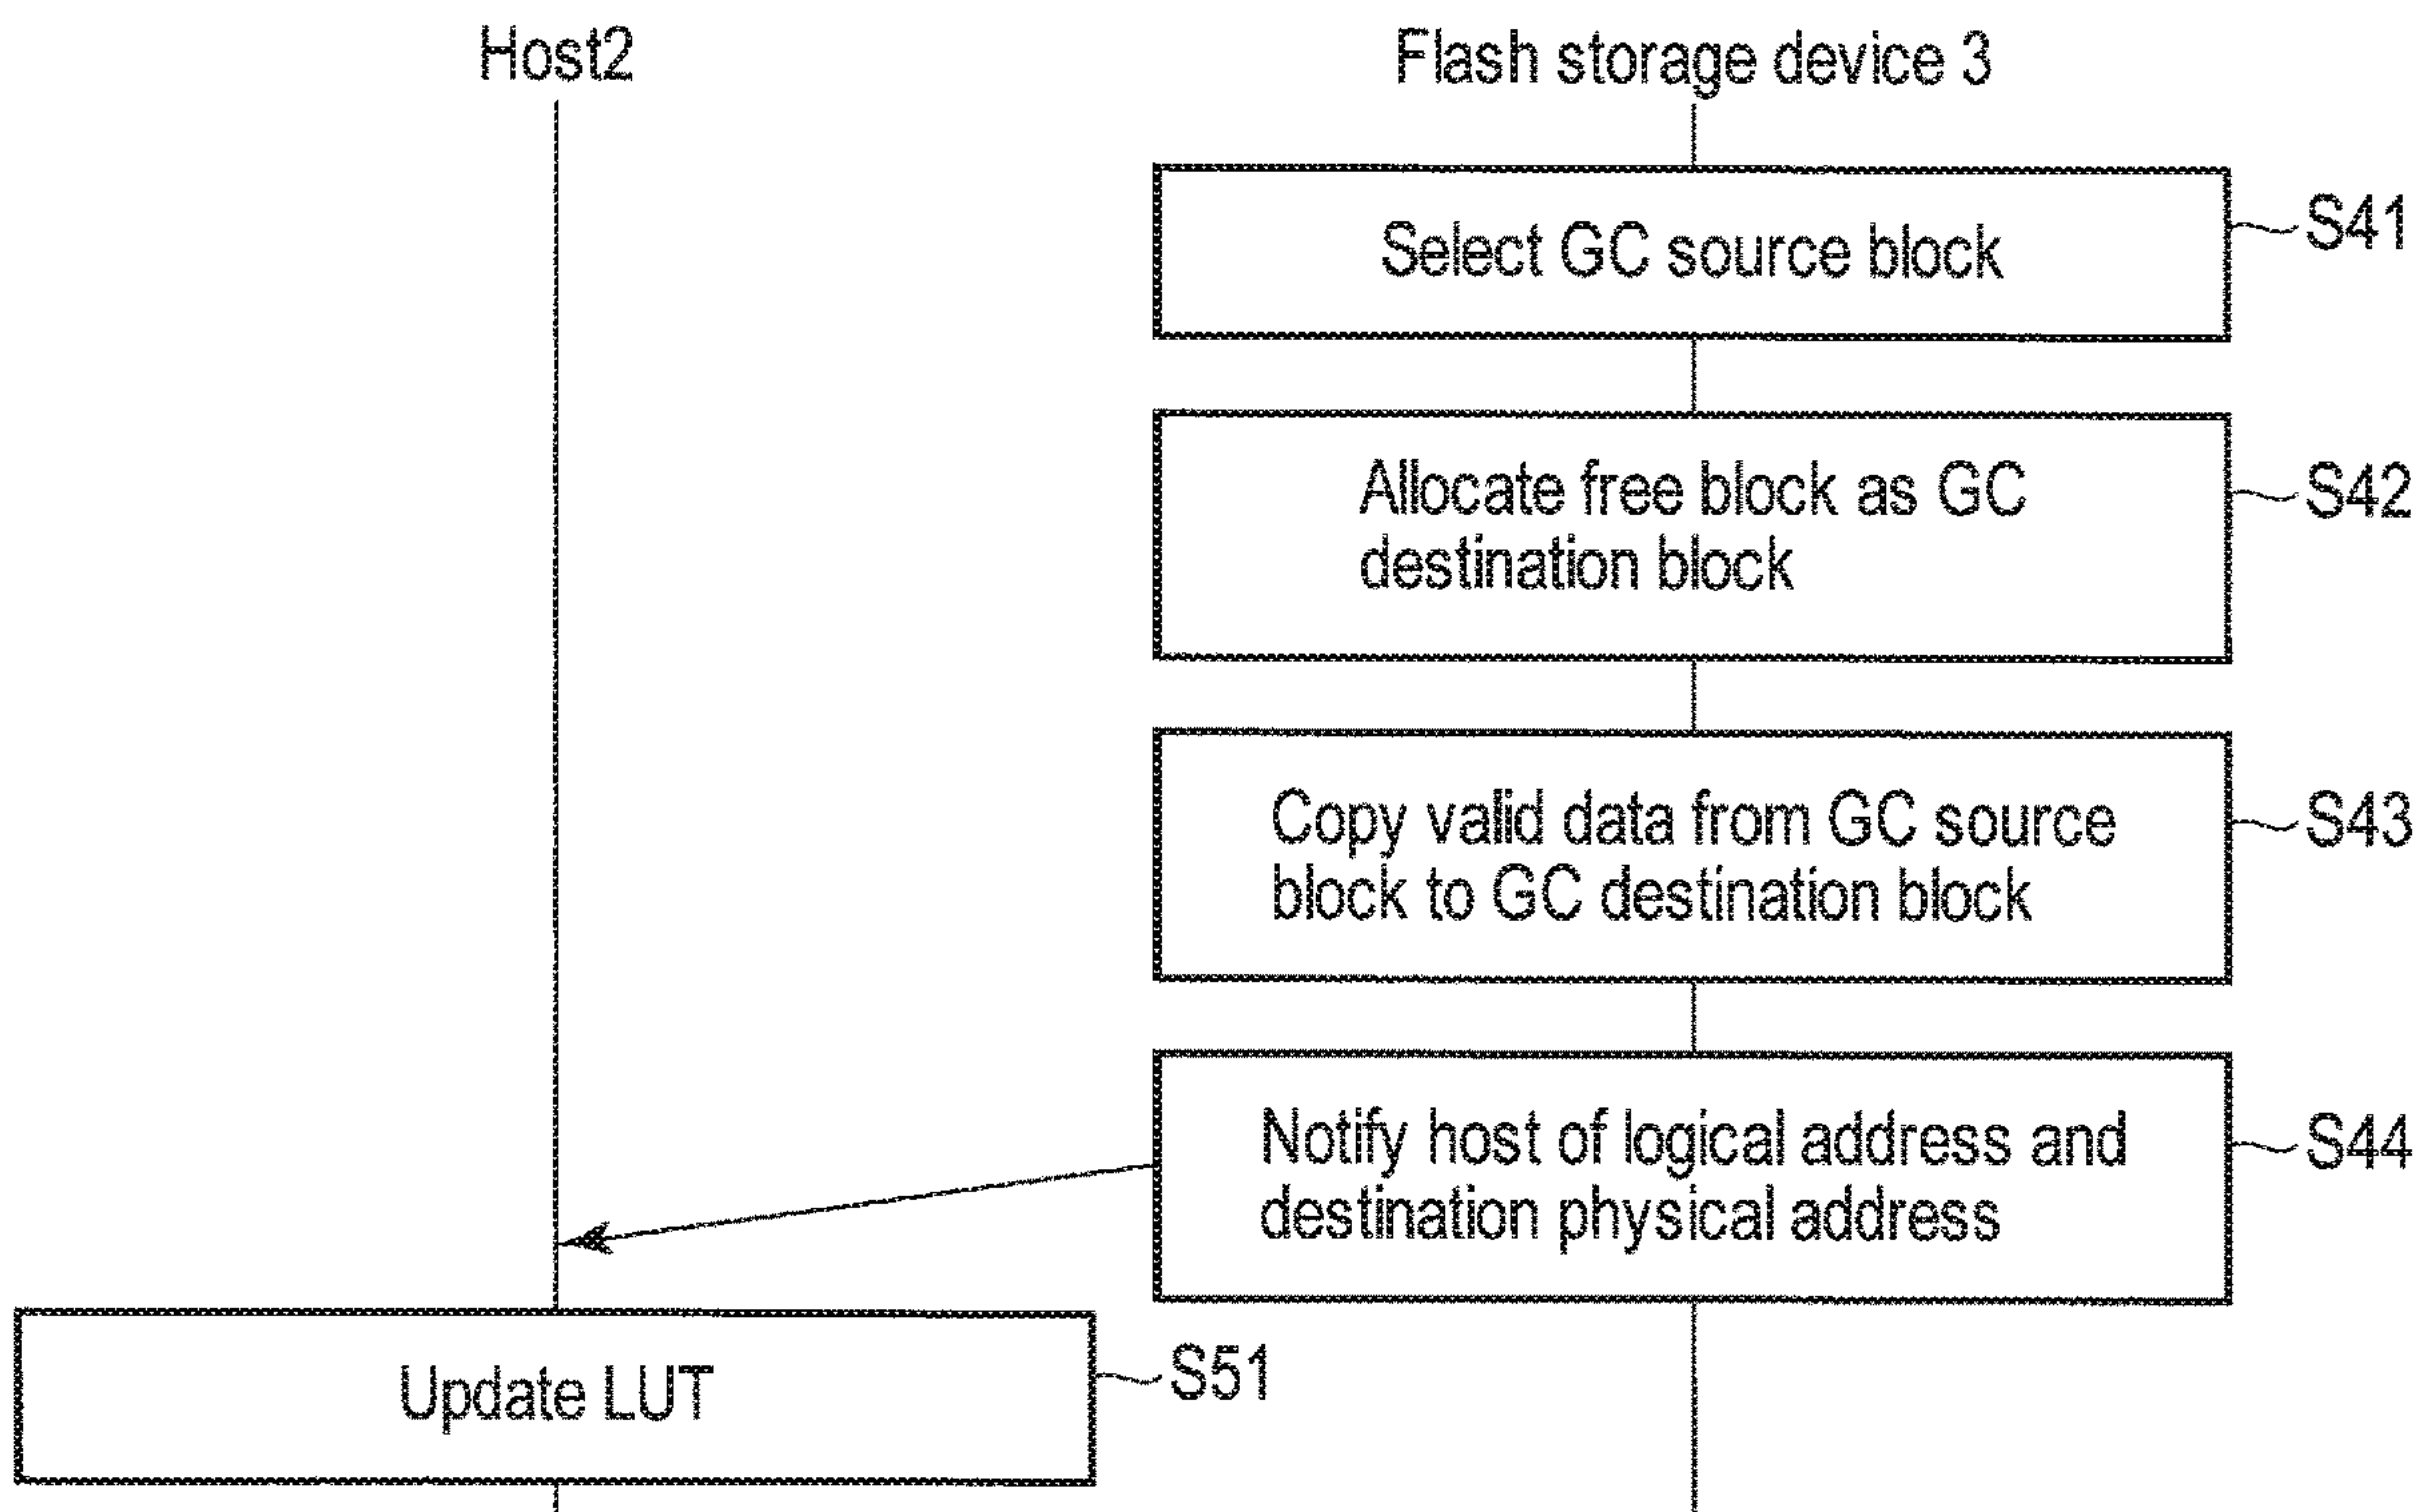 Host2
Flash storage device 3
Select GC source block
S41
Allocate free block as GC
destination block
S42
Copy valid data from GC source
block to GC destination block
S43
Notify host of logical address and
destination physical address
S44
Update LUT
S51